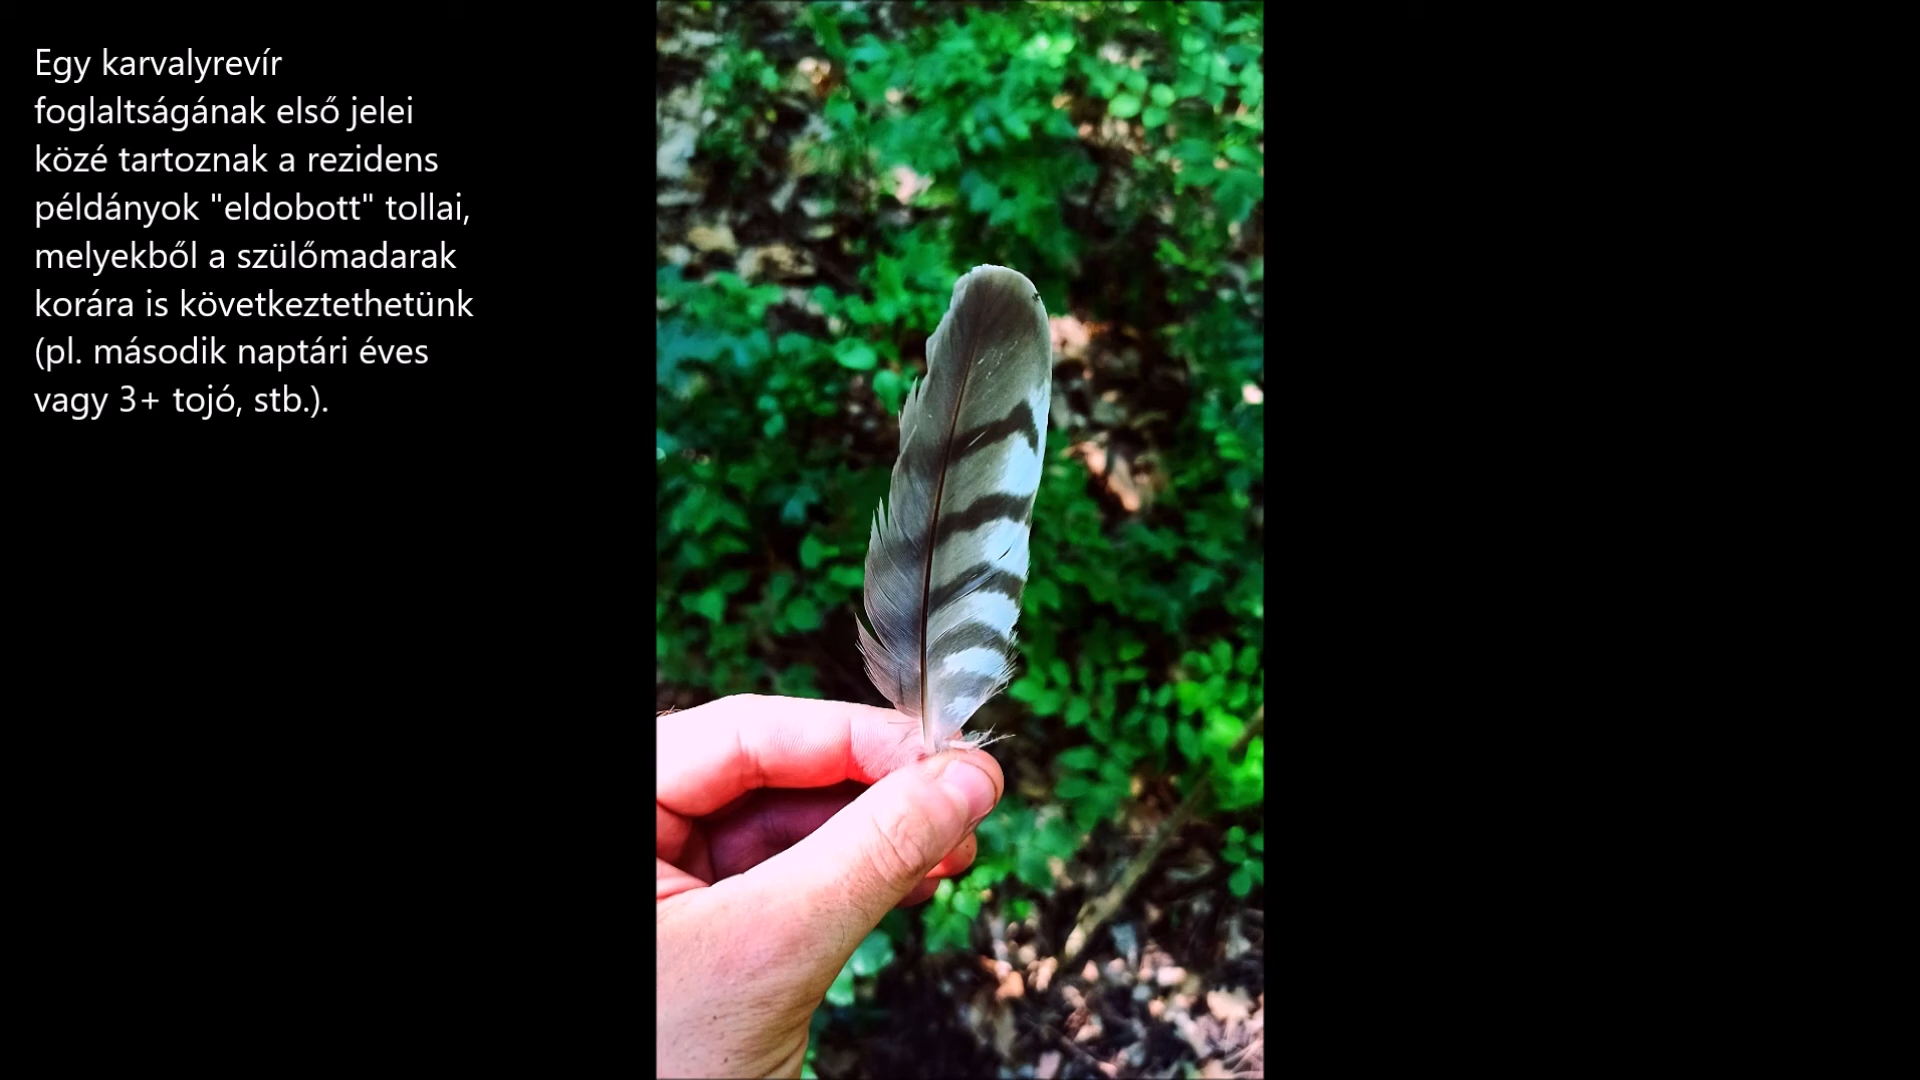 Egy karvalyrevír
foglaltságának első jelei
közé tartoznak a rezidens
példányok "eldobott" tollai,
melyekből a szülőmadarak
korára is következtethetünk
(pl. második naptári éves
vagy 3+ tojó, stb.).